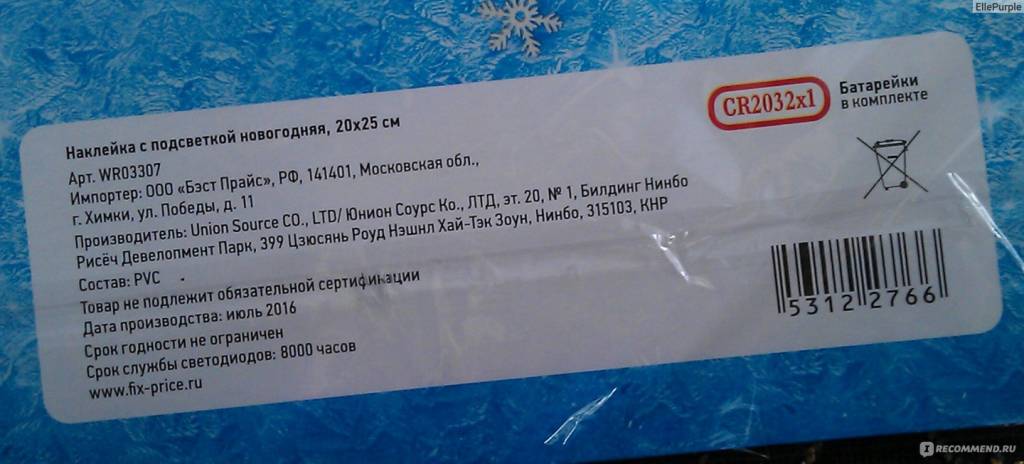 EllePurple
Наклейка с подсветкой новогодняя, 20x25 см
Арт. WR03307
Импортер: ООО «Бэст Прайс», РФ, 141401, Московская обл.,
г. Химки, ул. Победы, д. 11
Производитель: Union Source CO., LTD/ Юнион Соурс Ко., ЛТД, эт. 20, № 1, Билдинг Нинбо
Рисёч Девелопмент Парк, 399 Цзюсянь Роуд Нэшнл Хай-Тэк Зоун, Нинбо, 315103, КНР
Состав: PVC
Товар не подлежит обязательной сертификации
Дата производства: июль 2016
Срок годности не ограничен
Срок службы светодиодов: 8000 часов
www.fix-price.ru
CR2032x1
Батарейки
в комплекте
53122766
IRECOMMEND.RU